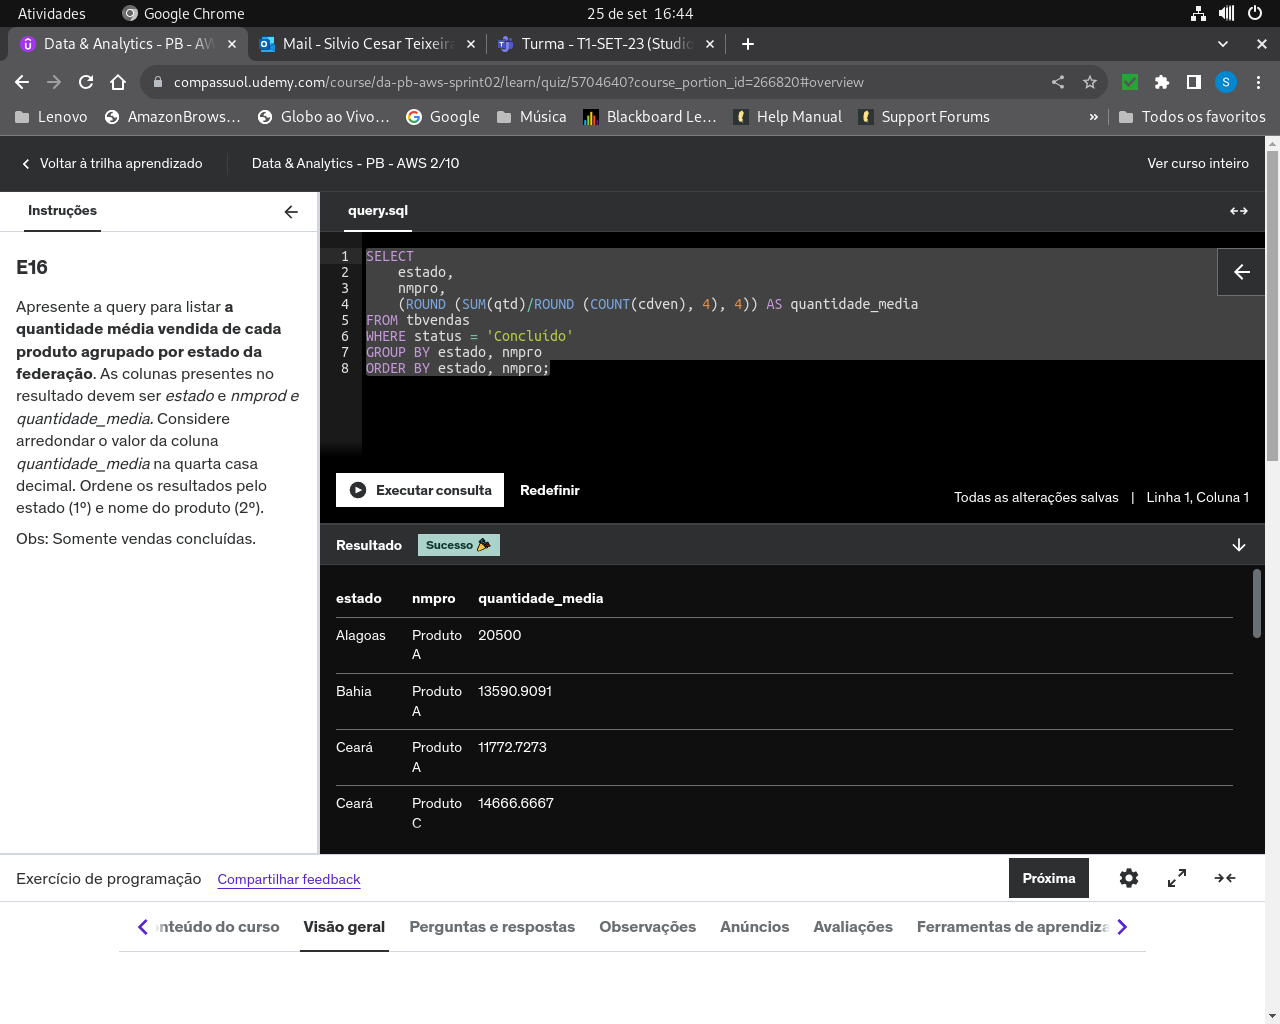 Atividades
Google Chrome
25 de set 16:44
Data & Analytics - PB - AW
Mail - Silvio Cesar Teixeira
Turma - T1-SET-23 (Studio
compassuol.udemy.com/course/da-pb-aws-sprint02/learn/quiz/5704640?course_portion_id=266820#overview
S
Lenovo
AmazonBrows...
Globo ao Vivo...
Google
Música
Blackboard Le...
Help Manual
Support Forums
»
Todos os favoritos
Voltar à trilha aprendizado
Data & Analytics - PB - AWS 2/10
Ver curso inteiro
Instruções
E16
Apresente a query para listar a
quantidade média vendida de cada
produto agrupado por estado da
federação. As colunas presentes no
resultado devem ser estado e nmprod e
quantidade_media. Considere
arredondar o valor da coluna
quantidade_media na quarta casa
decimal. Ordene os resultados pelo
estado (1º) e nome do produto (2º).
Obs: Somente vendas concluídas.
query.sql
1 SELECT
2 estado,
3 nmpro,
4 (ROUND (SUM(qtd)/ROUND (COUNT(cdven), 4), 4)) AS quantidade_media
5 FROM tbvendas
6 WHERE status = 'Concluído'
7 GROUP BY estado, nmpro
8 ORDER BY estado, nmpro;
Executar consulta
Redefinir
Todas as alterações salvas | Linha 1, Coluna 1
Resultado
Sucesso
estado nmpro quantidade_media
Alagoas Produto A 20500
Bahia Produto A 13590.9091
Ceará Produto A 11772.7273
Ceará Produto C 14666.6667
Exercício de programação
Compartilhar feedback
Próxima
nteúdo do curso
Visão geral
Perguntas e respostas
Observações
Anúncios
Avaliações
Ferramentas de aprendiza